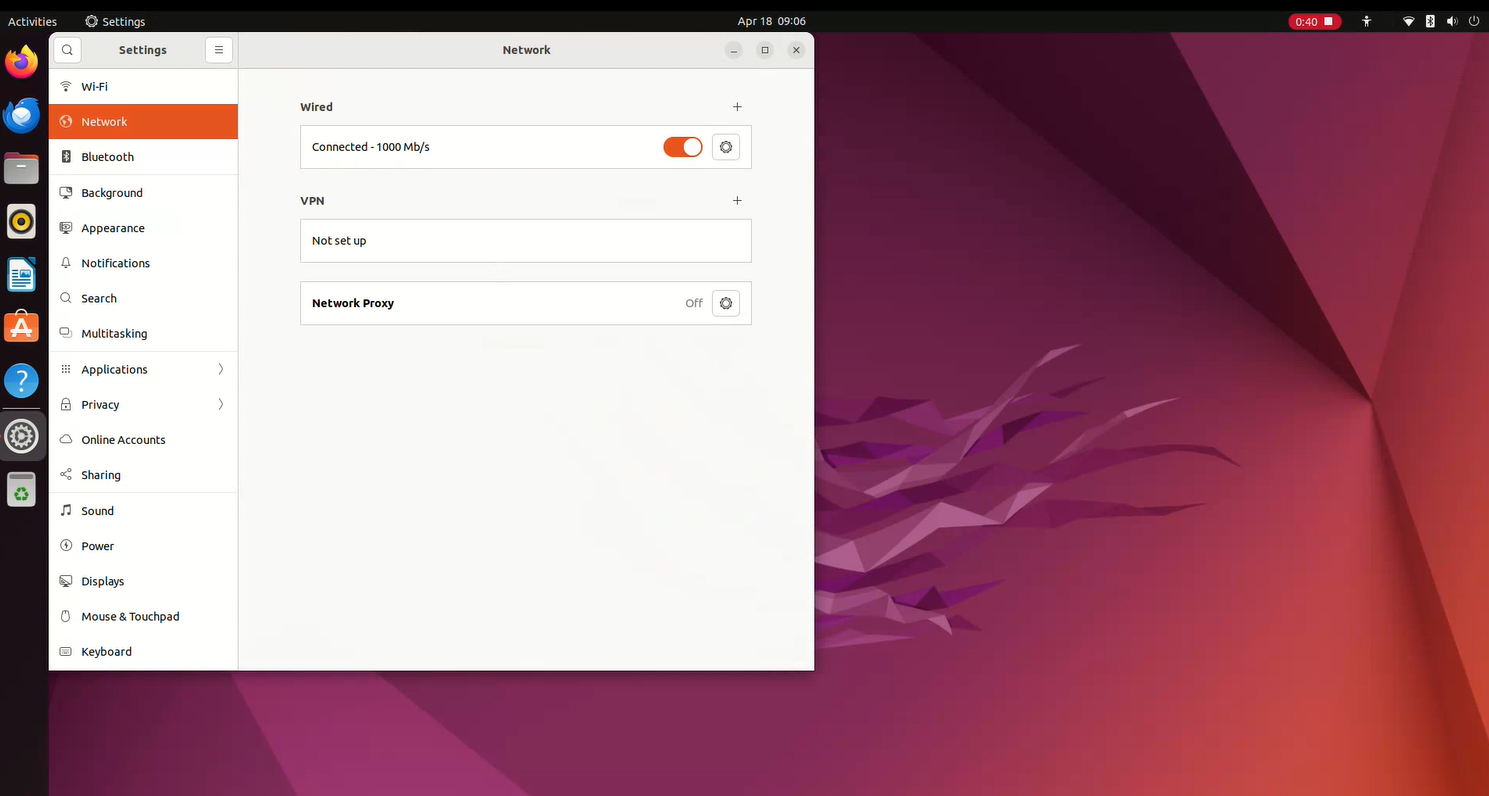 Activities
Settings
Apr 18 09:06
0:40
Settings
Network
Wi-Fi
Network
Bluetooth
Background
Appearance
Notifications
Search
Multitasking
Applications
Privacy
Online Accounts
Sharing
Sound
Power
Displays
Mouse & Touchpad
Keyboard
Wired
Connected - 1000 Mb/s
VPN
Not set up
Network Proxy Off